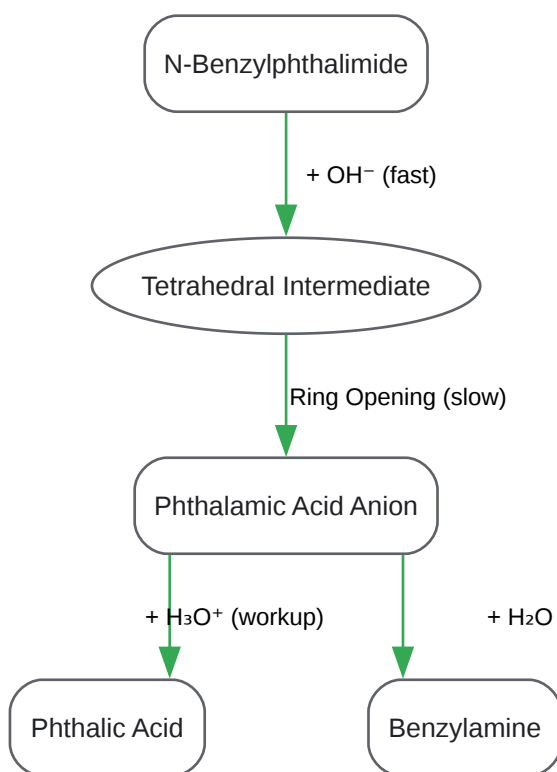 N-Benzylphthalimide
+ OH⁻ (fast)
Tetrahedral Intermediate
Ring Opening (slow)
Phthalamic Acid Anion
+ H₃O⁺ (workup)
+ H₂O
Phthalic Acid
Benzylamine